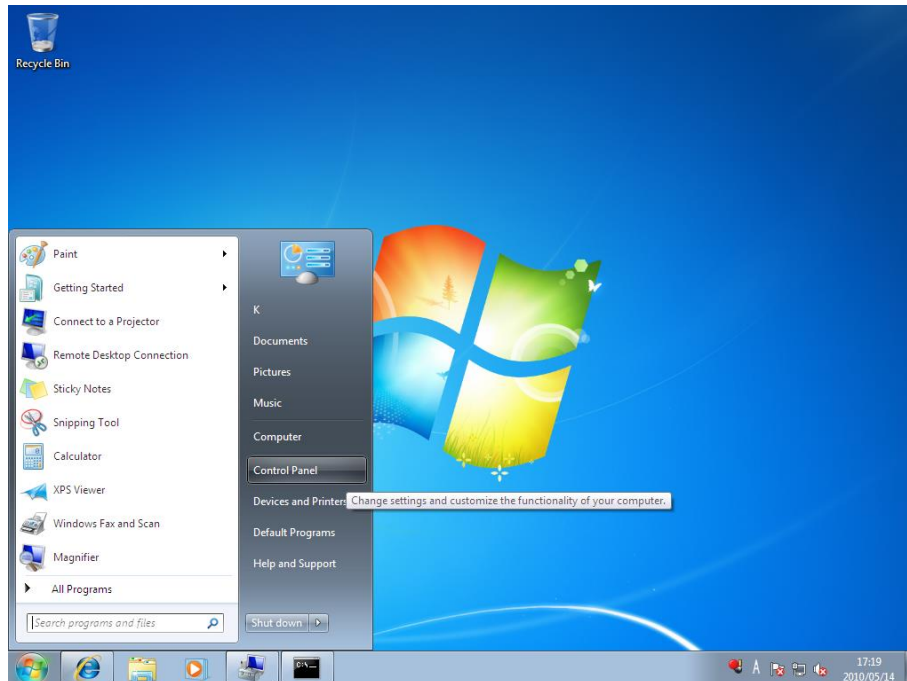 Recycle Bin
Paint
Getting Started
Connect to a Projector
Remote Desktop Connection
Sticky Notes
Snipping Tool
Calculator
XPS Viewer
Windows Fax and Scan
Magnifier
All Programs
Search programs and files
K
Documents
Pictures
Music
Computer
Control Panel
Devices and Printers
Change settings and customize the functionality of your computer.
Default Programs
Help and Support
Shut down
C:\_
A
17:19
2010/05/14